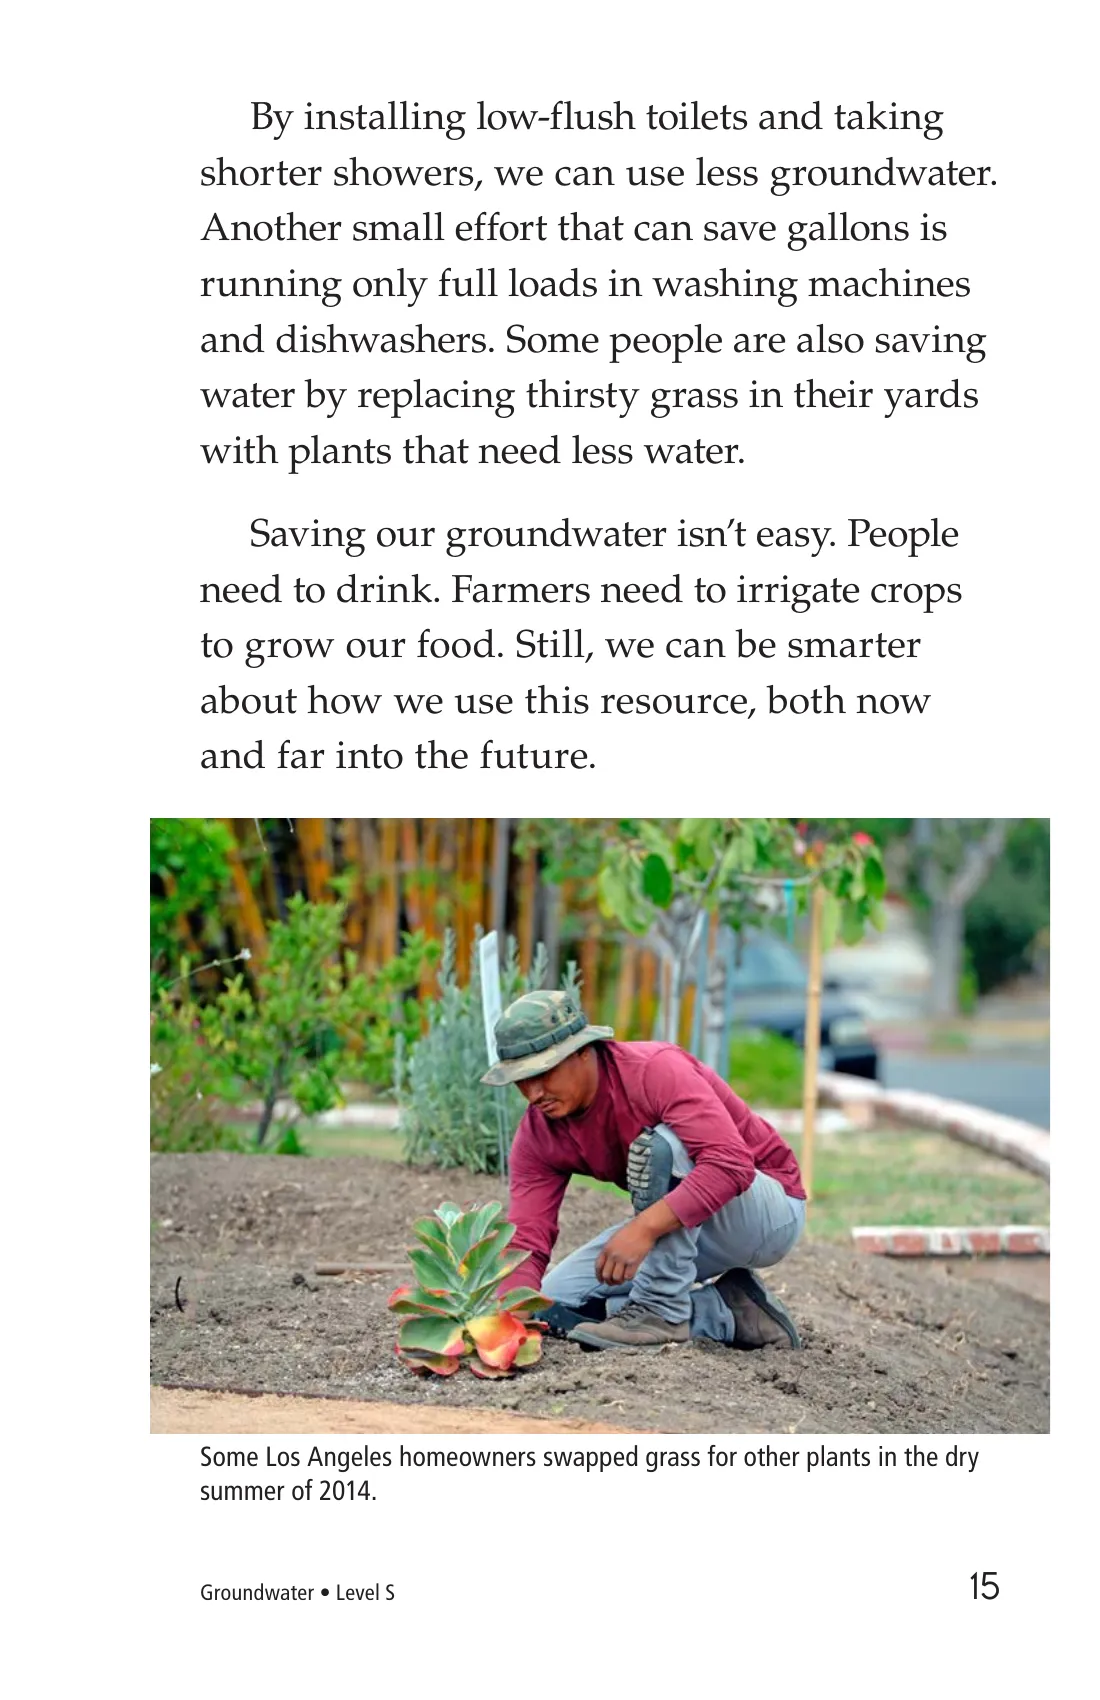 By installing low-flush toilets and taking
shorter showers, we can use less groundwater.
Another small effort that can save gallons is
running only full loads in washing machines
and dishwashers. Some people are also saving
water by replacing thirsty grass in their yards
with plants that need less water.
Saving our groundwater isn’t easy. People
need to drink. Farmers need to irrigate crops
to grow our food. Still, we can be smarter
about how we use this resource, both now
and far into the future.
Some Los Angeles homeowners swapped grass for other plants in the dry
summer of 2014.
Groundwater • Level S
15